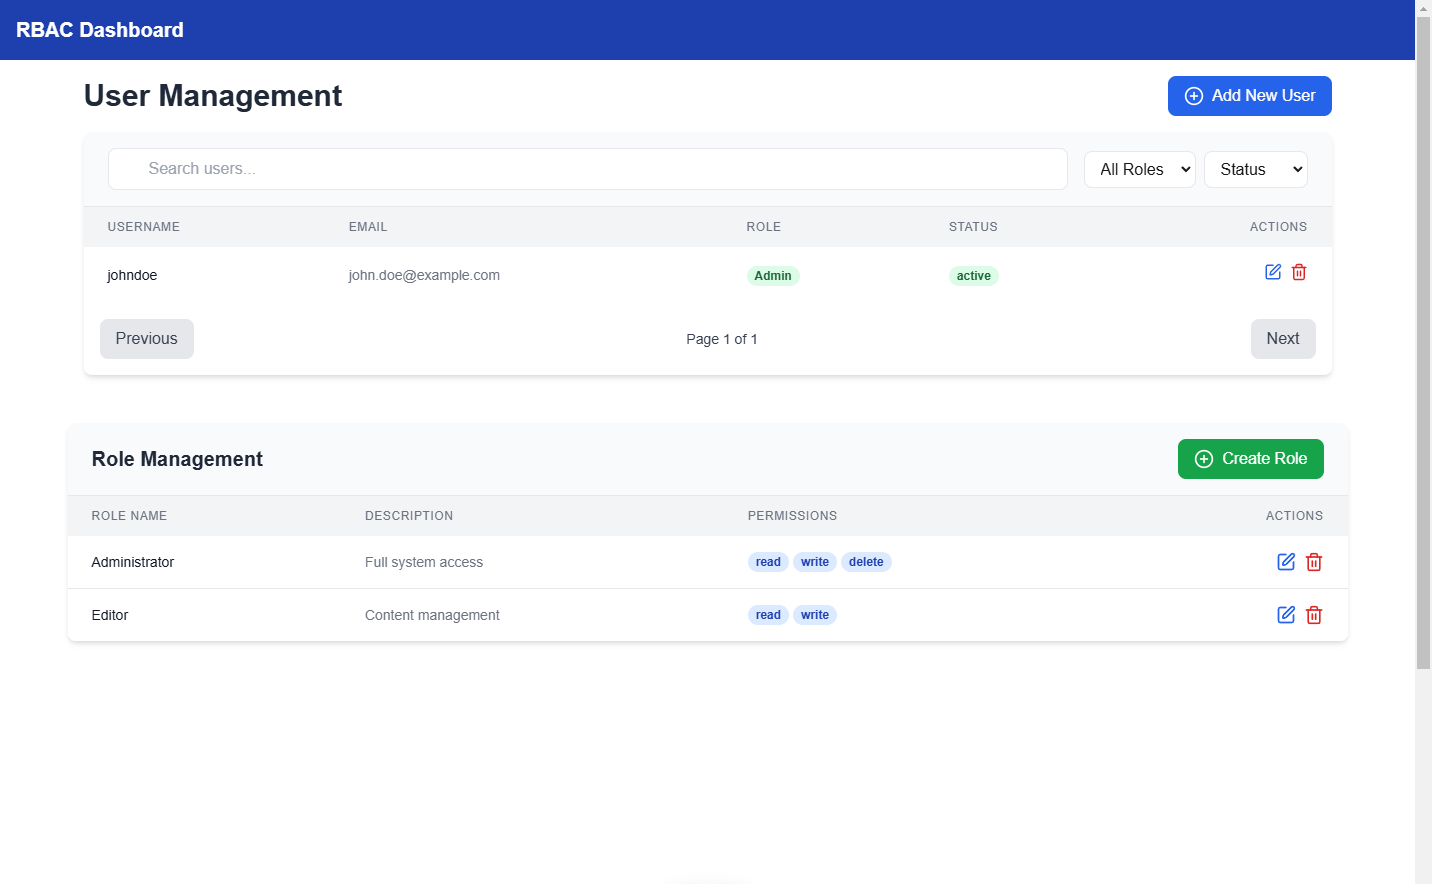 RBAC Dashboard
User Management
Add New User
Search users...
All Roles
Status
USERNAME EMAIL ROLE STATUS ACTIONS
johndoe john.doe@example.com Admin active
Previous Page 1 of 1 Next
Role Management
Create Role
ROLE NAME DESCRIPTION PERMISSIONS ACTIONS
Administrator Full system access read write delete
Editor Content management read write